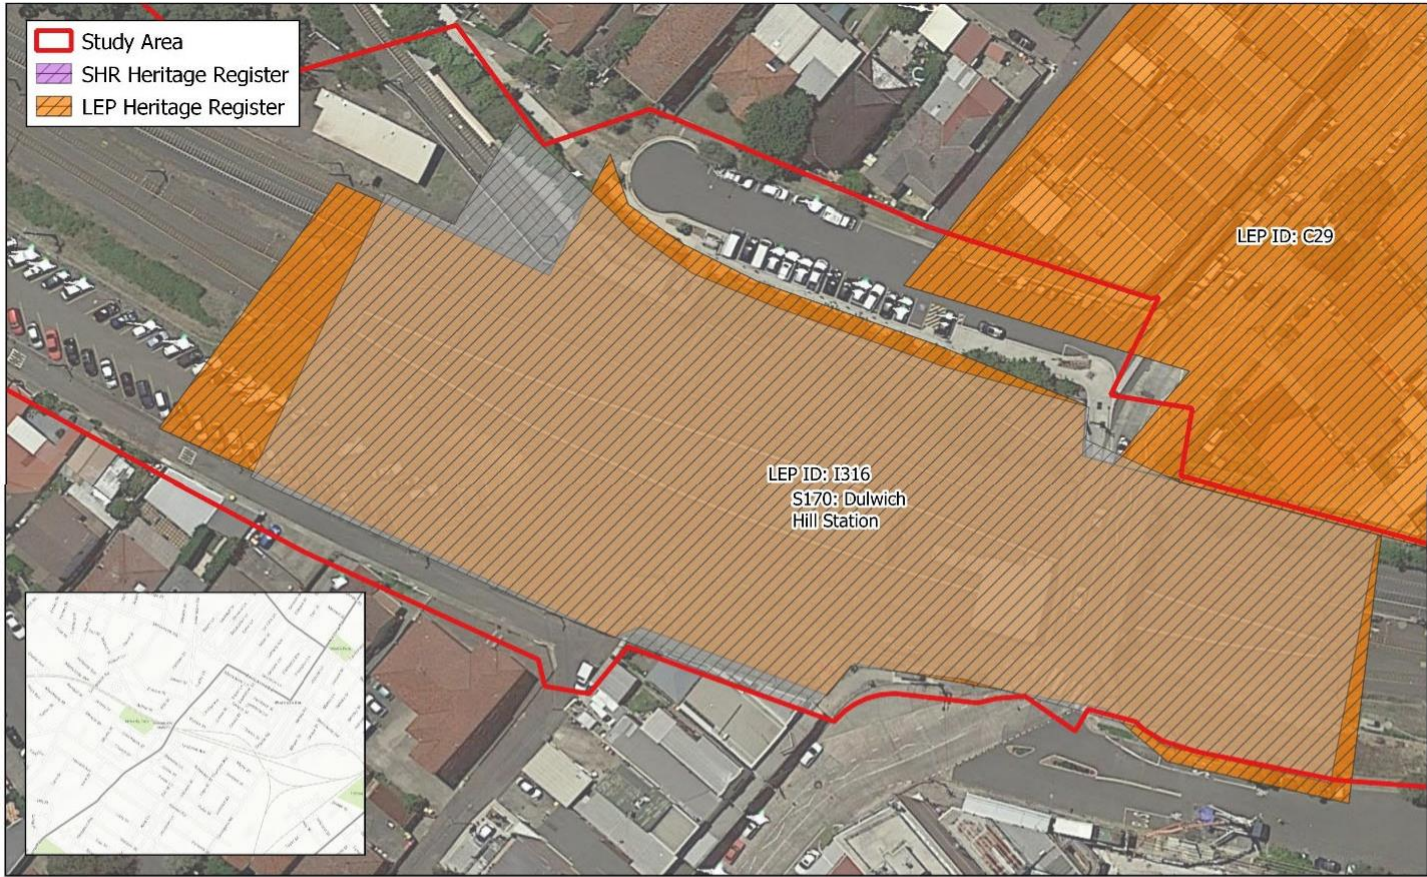 Study Area
SHR Heritage Register
LEP Heritage Register
LEP ID: C29
LEP ID: I316
S170: Dulwich
Hill Station